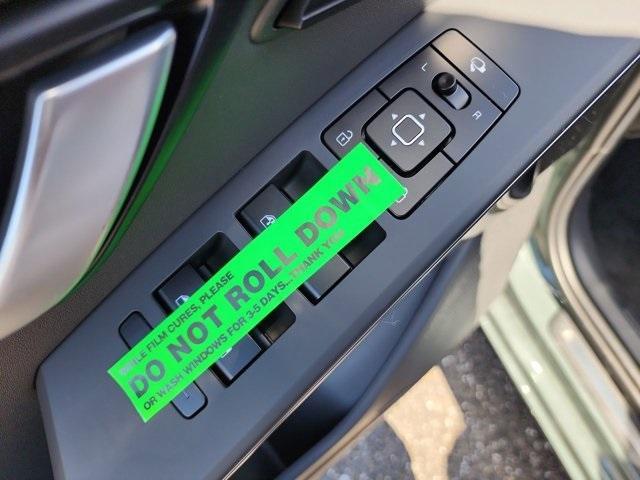 WHILE FILM CURES, PLEASE
DO NOT ROLL DOWN
OR WASH WINDOWS FOR 3-5 DAYS...THANK YOU!
L
R